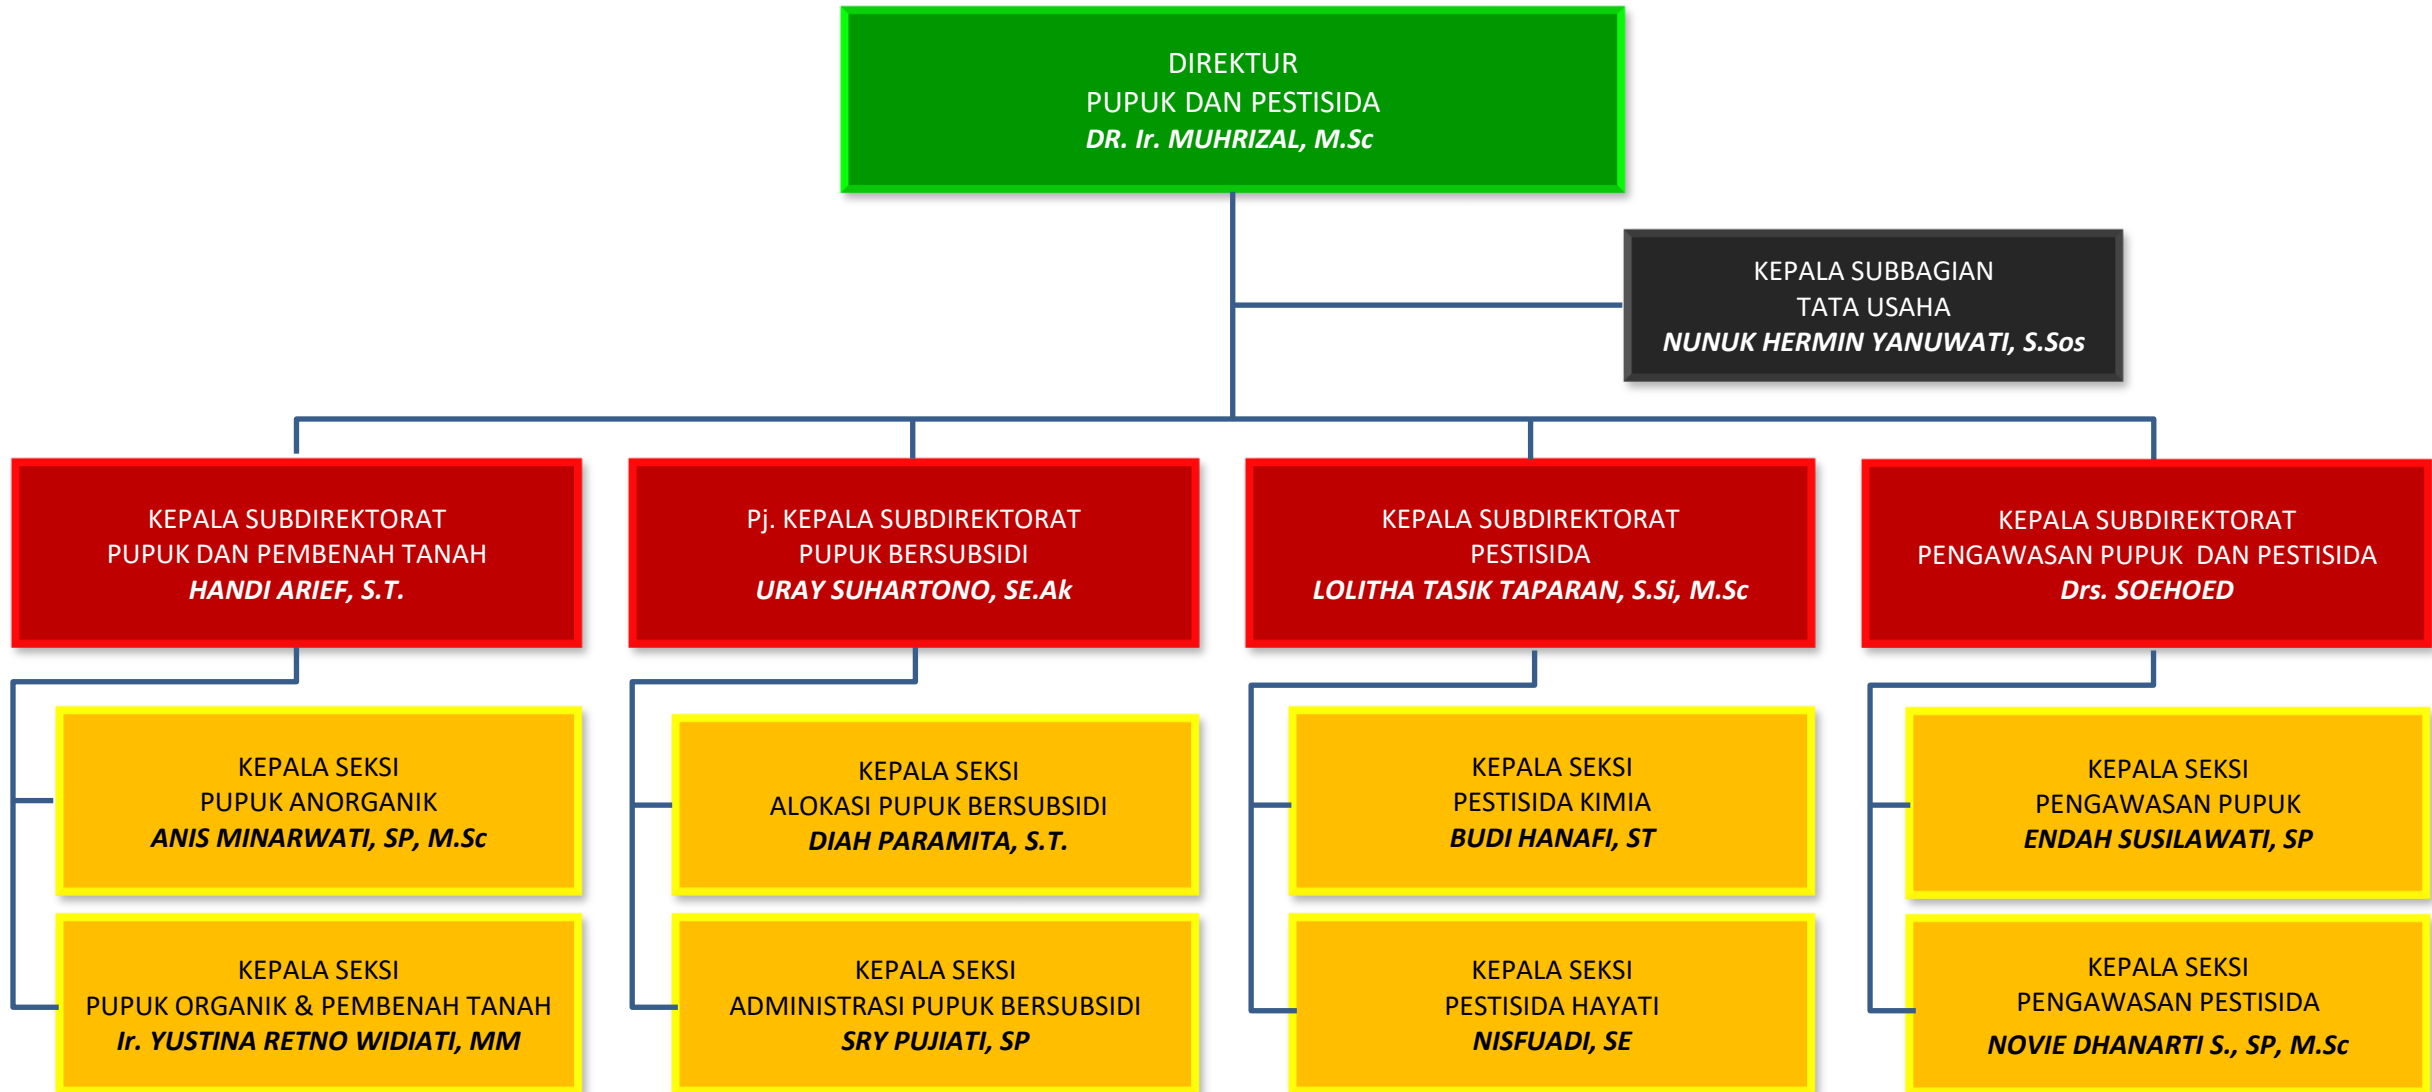 DIREKTUR
PUPUK DAN PESTISIDA
DR. Ir. MUHRIZAL, M.Sc
KEPALA SUBBAGIAN
TATA USAHA
NUNUK HERMIN YANUWATI, S.Sos
KEPALA SUBDIREKTORAT
PUPUK DAN PEMBENAH TANAH
HANDI ARIEF, S.T.
Pj. KEPALA SUBDIREKTORAT
PUPUK BERSUBSIDI
URAY SUHARTONO, SE.Ak
KEPALA SUBDIREKTORAT
PESTISIDA
LOLITHA TASIK TAPARAN, S.Si, M.Sc
KEPALA SUBDIREKTORAT
PENGAWASAN PUPUK DAN PESTISIDA
Drs. SOEHOED
KEPALA SEKSI
PUPUK ANORGANIK
ANIS MINARWATI, SP, M.Sc
KEPALA SEKSI
ALOKASI PUPUK BERSUBSIDI
DIAH PARAMITA, S.T.
KEPALA SEKSI
PESTISIDA KIMIA
BUDI HANAFI, ST
KEPALA SEKSI
PENGAWASAN PUPUK
ENDAH SUSILAWATI, SP
KEPALA SEKSI
PUPUK ORGANIK & PEMBENAH TANAH
Ir. YUSTINA RETNO WIDIATI, MM
KEPALA SEKSI
ADMINISTRASI PUPUK BERSUBSIDI
SRY PUJIATI, SP
KEPALA SEKSI
PESTISIDA HAYATI
NISFUADI, SE
KEPALA SEKSI
PENGAWASAN PESTISIDA
NOVIE DHANARTI S., SP, M.Sc